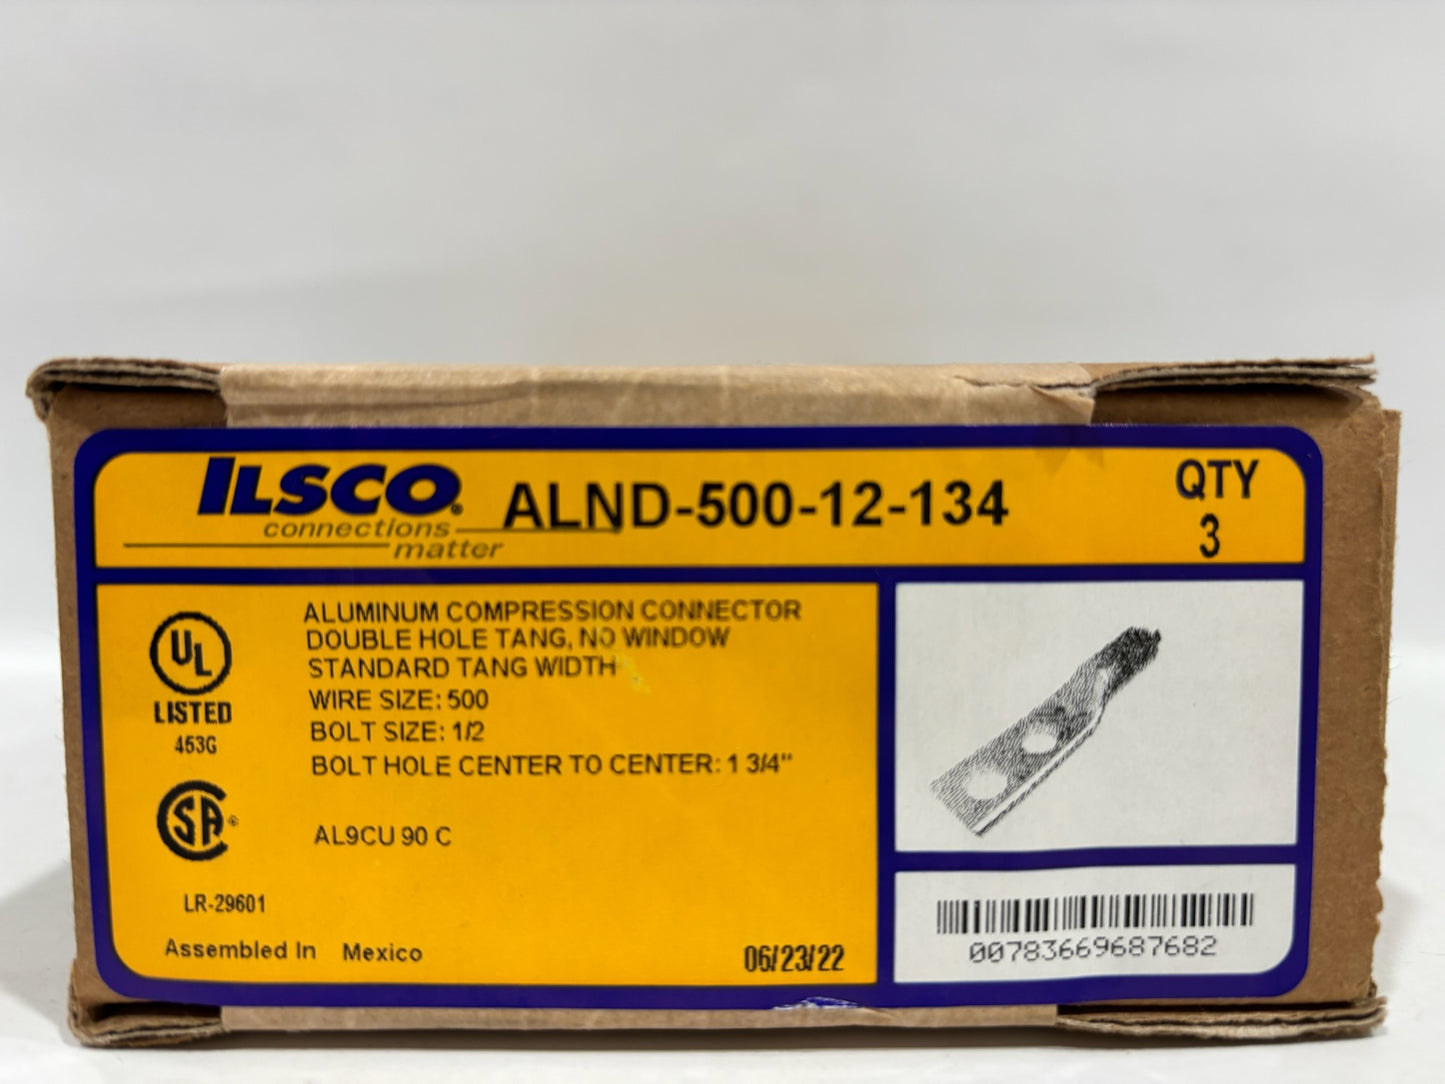 ILSCO®
connections
matter
ALND-500-12-134
QTY
3
UL
LISTED
453G
ALUMINUM COMPRESSION CONNECTOR
DOUBLE HOLE TANG, NO WINDOW
STANDARD TANG WIDTH
WIRE SIZE: 500
BOLT SIZE: 1/2
BOLT HOLE CENTER TO CENTER: 1 3/4"
SA®
AL9CU 90 C
LR-29601
Assembled In Mexico
06/23/22
00783669687682